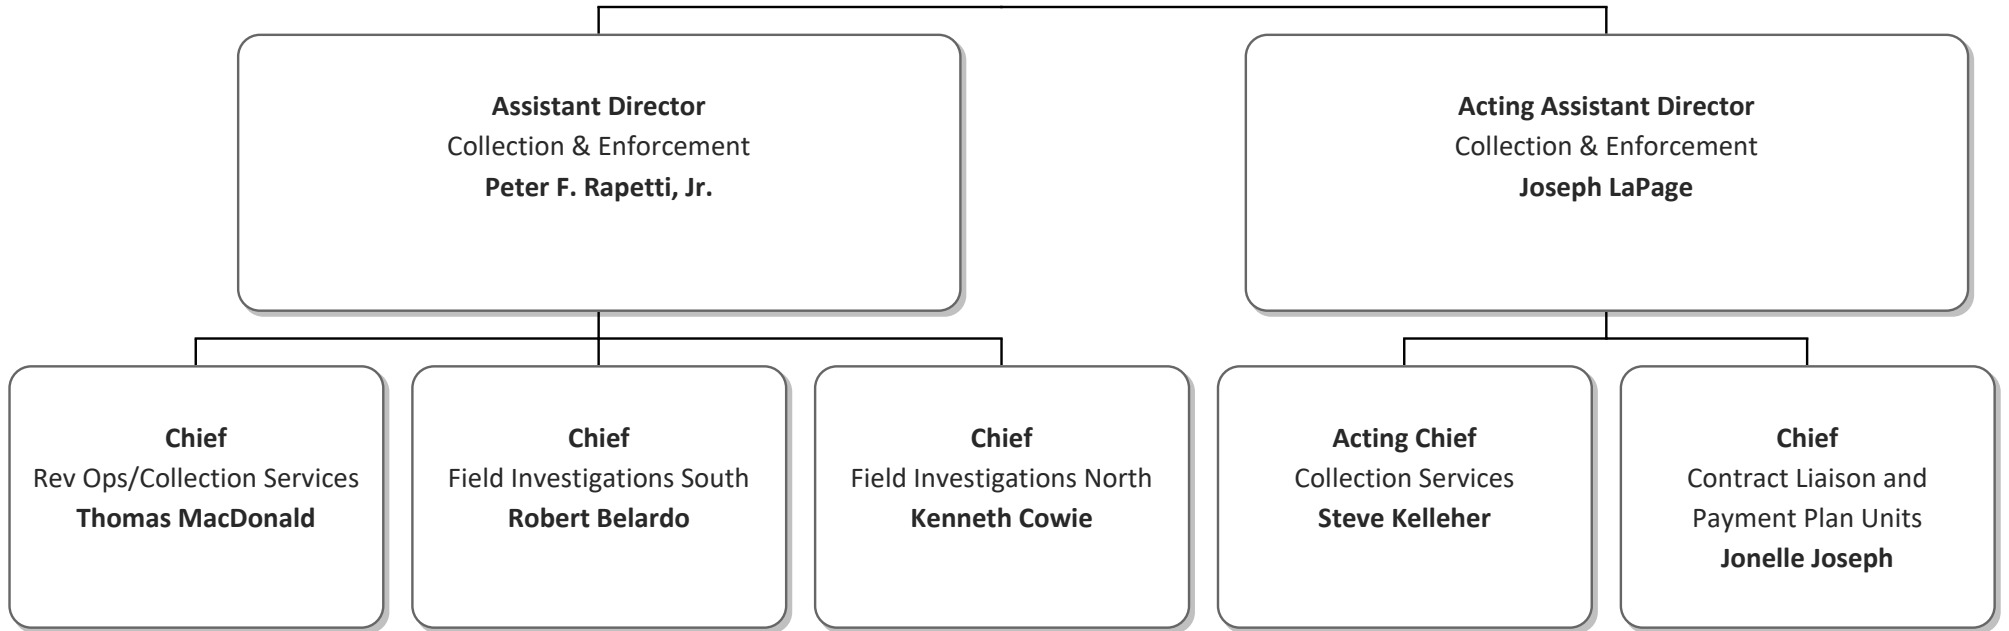 Assistant Director
Collection & Enforcement
Peter F. Rapetti, Jr.
Acting Assistant Director
Collection & Enforcement
Joseph LaPage
Chief
Rev Ops/Collection Services
Thomas MacDonald
Chief
Field Investigations South
Robert Belardo
Chief
Field Investigations North
Kenneth Cowie
Acting Chief
Collection Services
Steve Kelleher
Chief
Contract Liaison and
Payment Plan Units
Jonelle Joseph